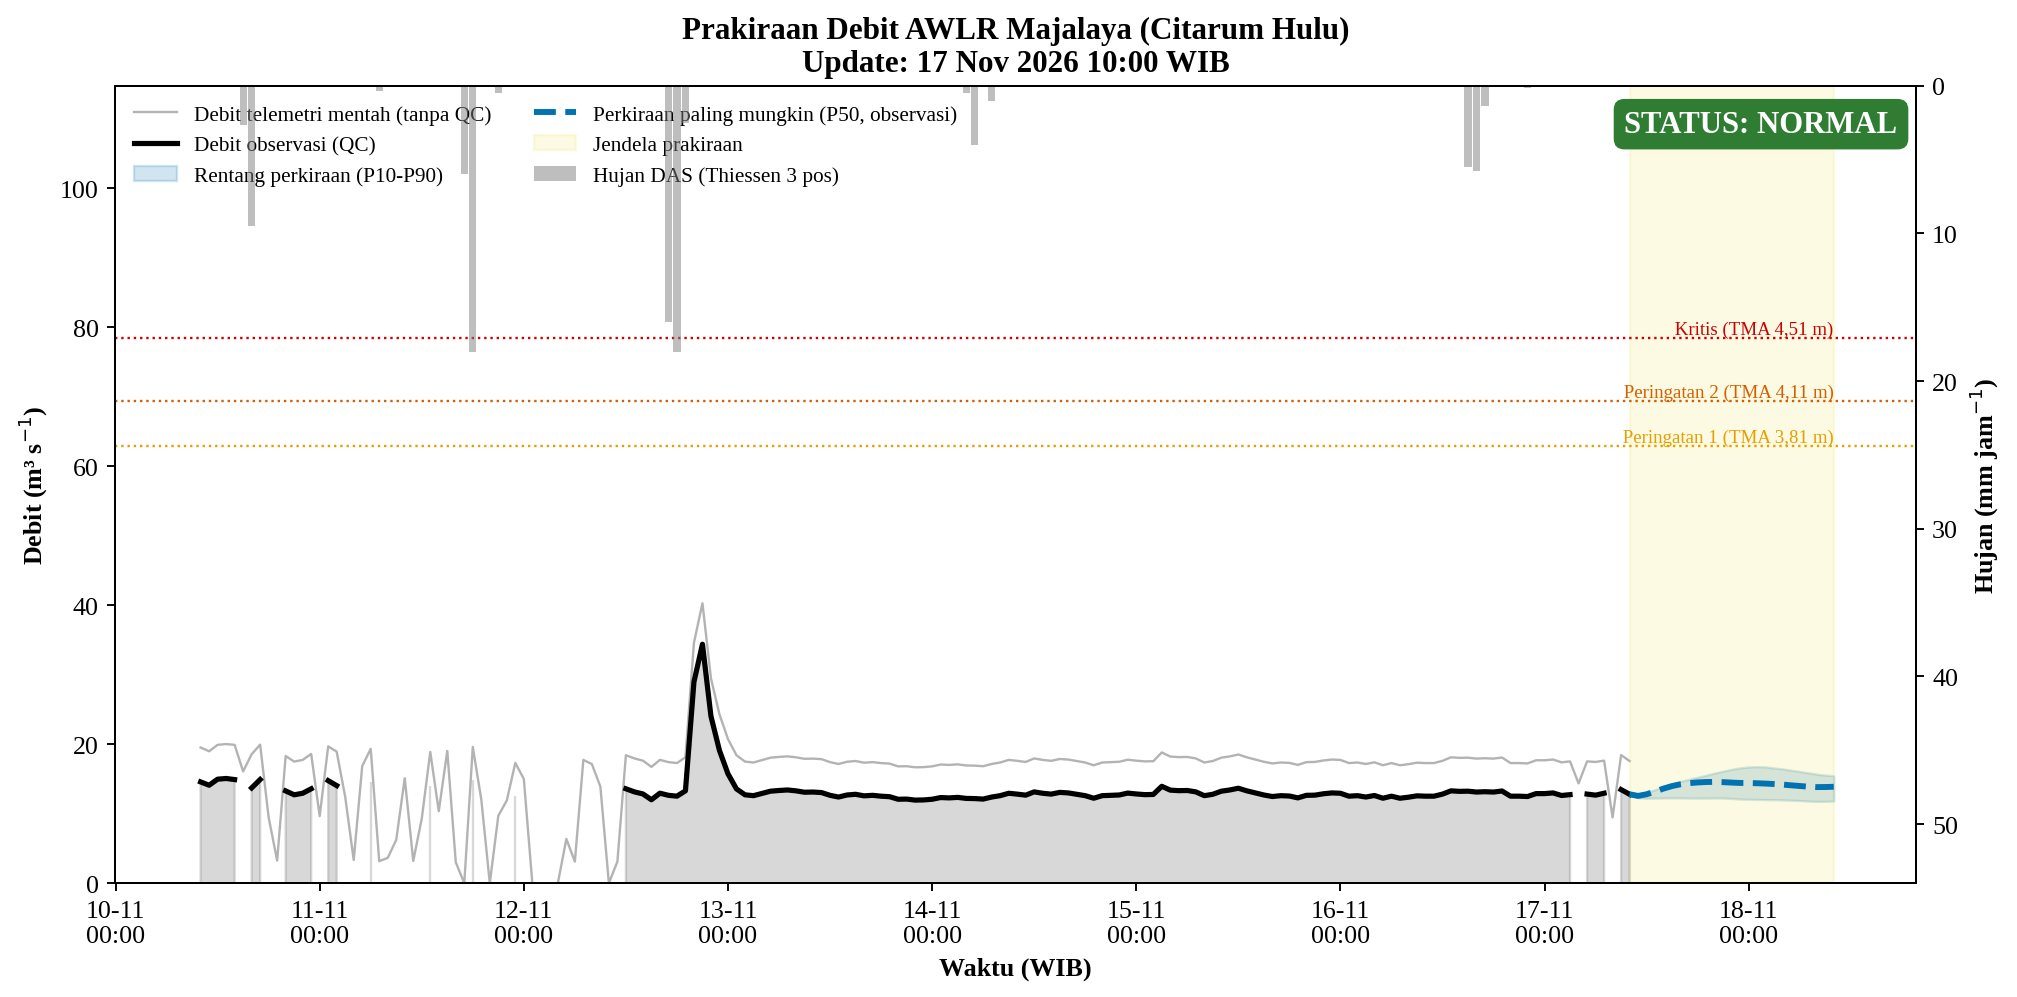 Prakiraan Debit AWLR Majalaya (Citarum Hulu)
Update: 17 Nov 2026 10:00 WIB
Debit telemetri mentah (tanpa QC)
Debit observasi (QC)
Rentang perkiraan (P10-P90)
Perkiraan paling mungkin (P50, observasi)
Jendela prakiraan
Hujan DAS (Thiessen 3 pos)
STATUS: NORMAL
Kritis (TMA 4,51 m)
Peringatan 2 (TMA 4,11 m)
Peringatan 1 (TMA 3,81 m)
Debit (m³ s⁻¹)
100
80
60
40
20
0
Hujan (mm jam⁻¹)
0
10
20
30
40
50
10-11
00:00
11-11
00:00
12-11
00:00
13-11
00:00
14-11
00:00
15-11
00:00
16-11
00:00
17-11
00:00
18-11
00:00
Waktu (WIB)